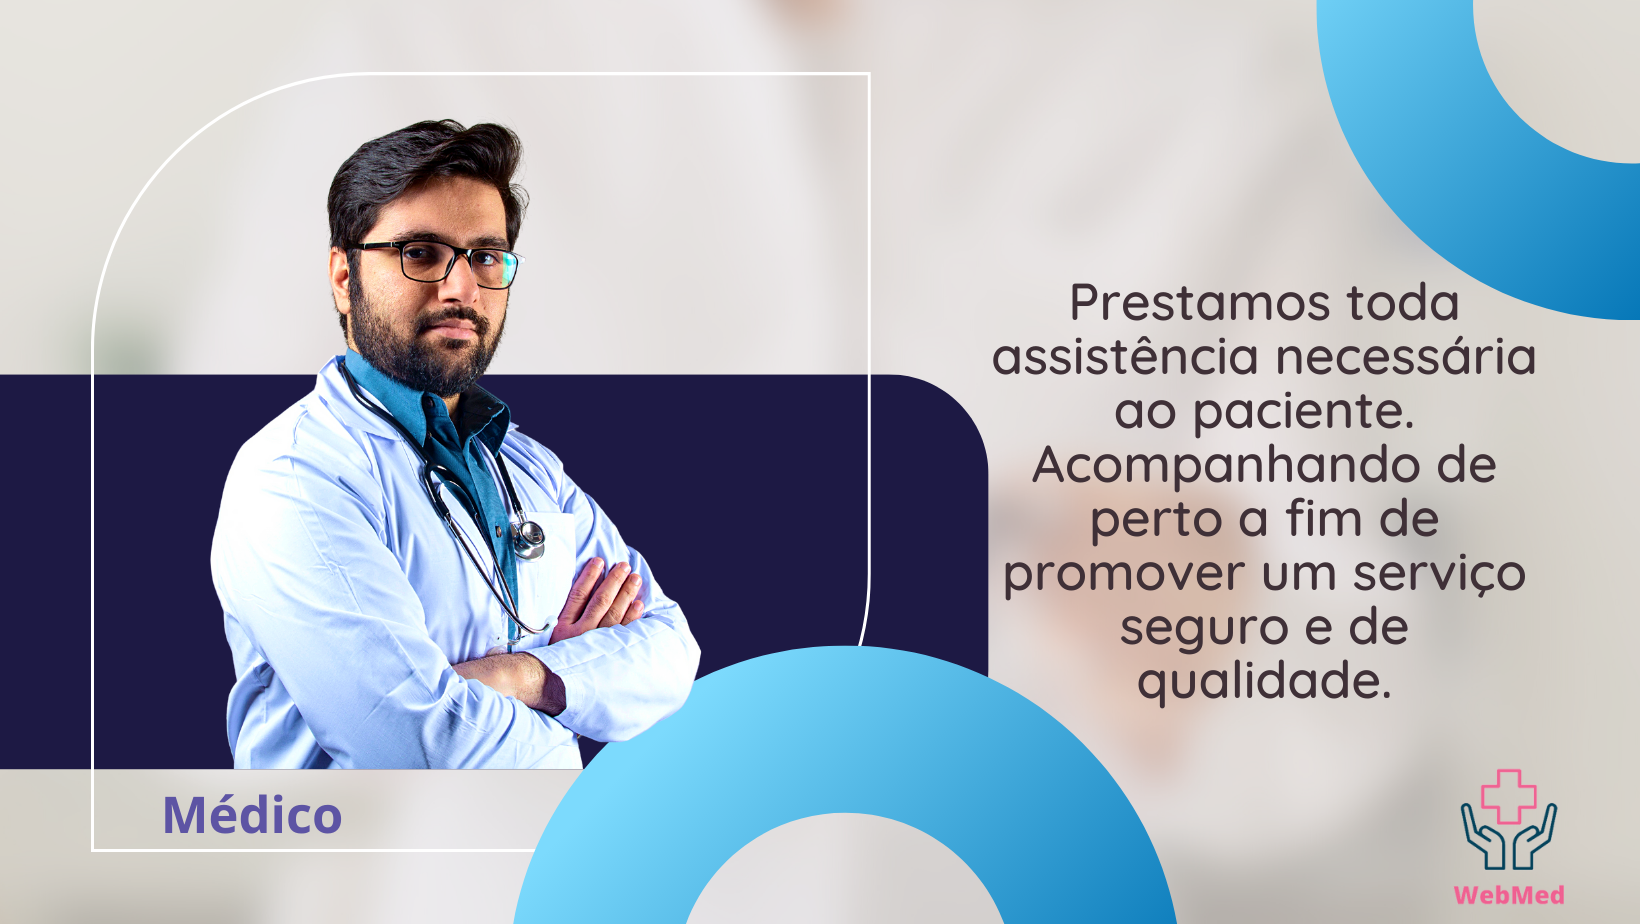 Prestamos toda
assistência necessária
ao paciente.
Acompanhando de
perto a fim de
promover um serviço
seguro e de
qualidade.
Médico
WebMed